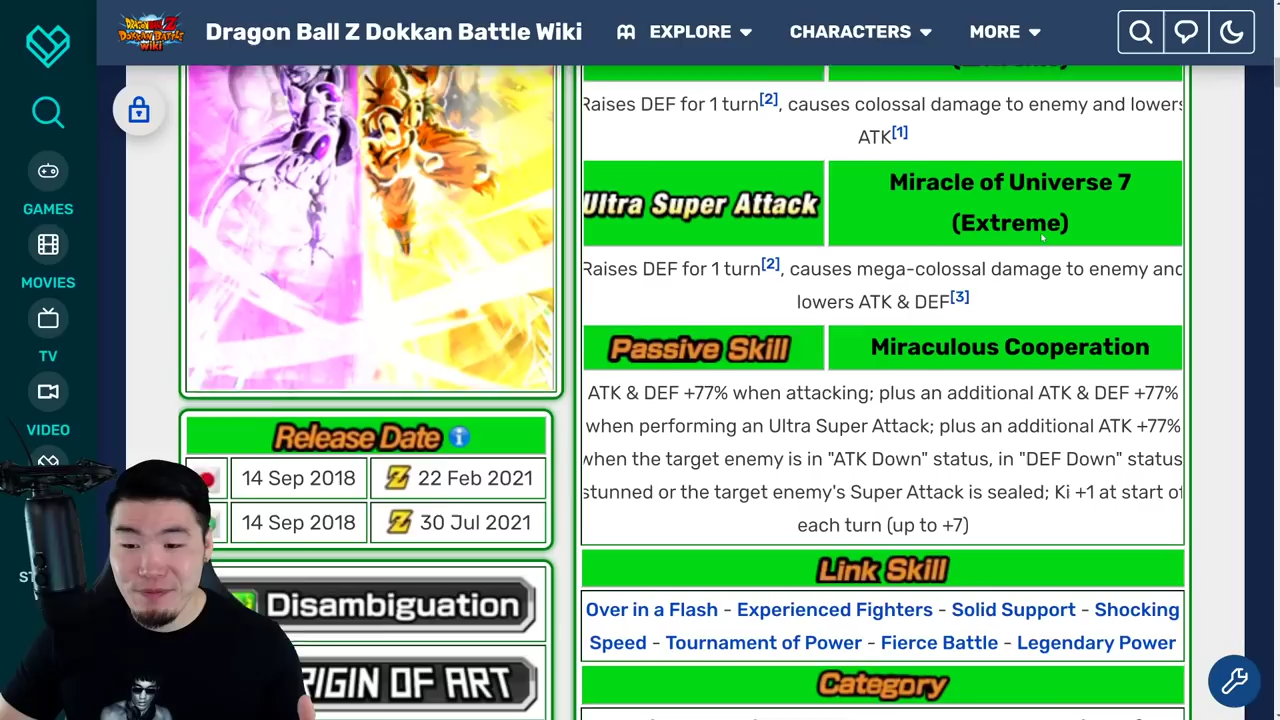 Dragon Ball Z Dokkan Battle Wiki
EXPLORE
CHARACTERS
MORE
GAMES
MOVIES
TV
VIDEO
Raises DEF for 1 turn[2], causes colossal damage to enemy and lowers
ATK[1]
Ultra Super Attack
Miracle of Universe 7
(Extreme)
Raises DEF for 1 turn[2], causes mega-colossal damage to enemy and
lowers ATK & DEF[3]
Passive Skill
Miraculous Cooperation
ATK & DEF +77% when attacking; plus an additional ATK & DEF +77%
when performing an Ultra Super Attack; plus an additional ATK +77%
when the target enemy is in "ATK Down" status, in "DEF Down" status
stunned or the target enemy's Super Attack is sealed; Ki +1 at start of
each turn (up to +7)
Link Skill
Over in a Flash - Experienced Fighters - Solid Support - Shocking
Speed - Tournament of Power - Fierce Battle - Legendary Power
Category
Release Date
14 Sep 2018 Z 22 Feb 2021
14 Sep 2018 Z 30 Jul 2021
Disambiguation
RIGIN OF ART